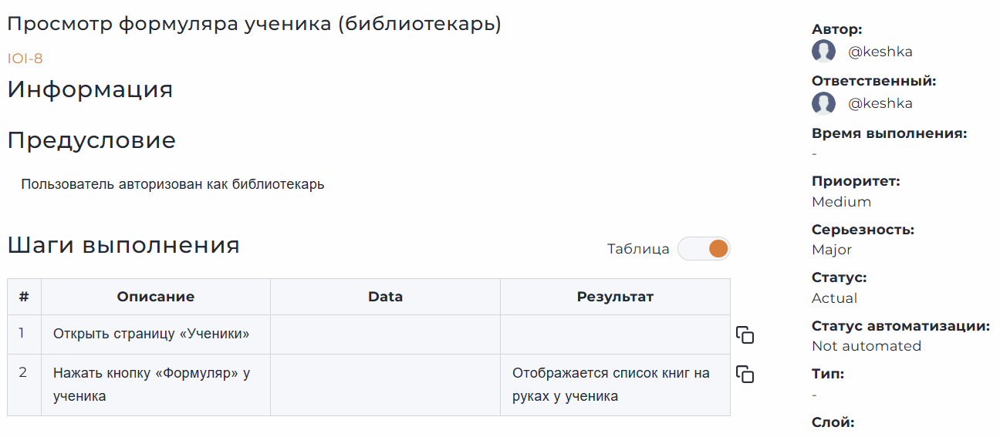 Просмотр формуляра ученика (библиотекарь)
IOI-8
Информация
Предусловие
Пользователь авторизован как библиотекарь
Шаги выполнения
Таблица
# Описание Data Результат
1 Открыть страницу «Ученики»
2 Нажать кнопку «Формуляр» у Отображается список книг на
ученика руках у ученика
Автор:
@keshka
Ответственный:
@keshka
Время выполнения:
-
Приоритет:
Medium
Серьезность:
Major
Статус:
Actual
Статус автоматизации:
Not automated
Тип:
-
Слой: